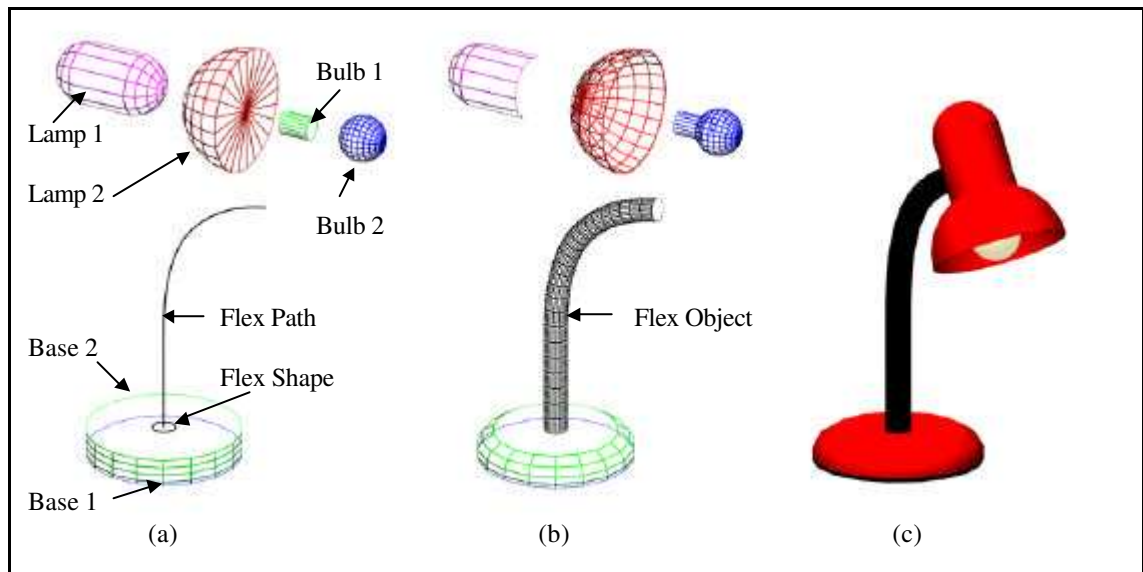 Bulb 1
Lamp 1
Lamp 2
Bulb 2
Flex Path
Flex Object
Base 2
Flex Shape
Base 1
(a)
(b)
(c)